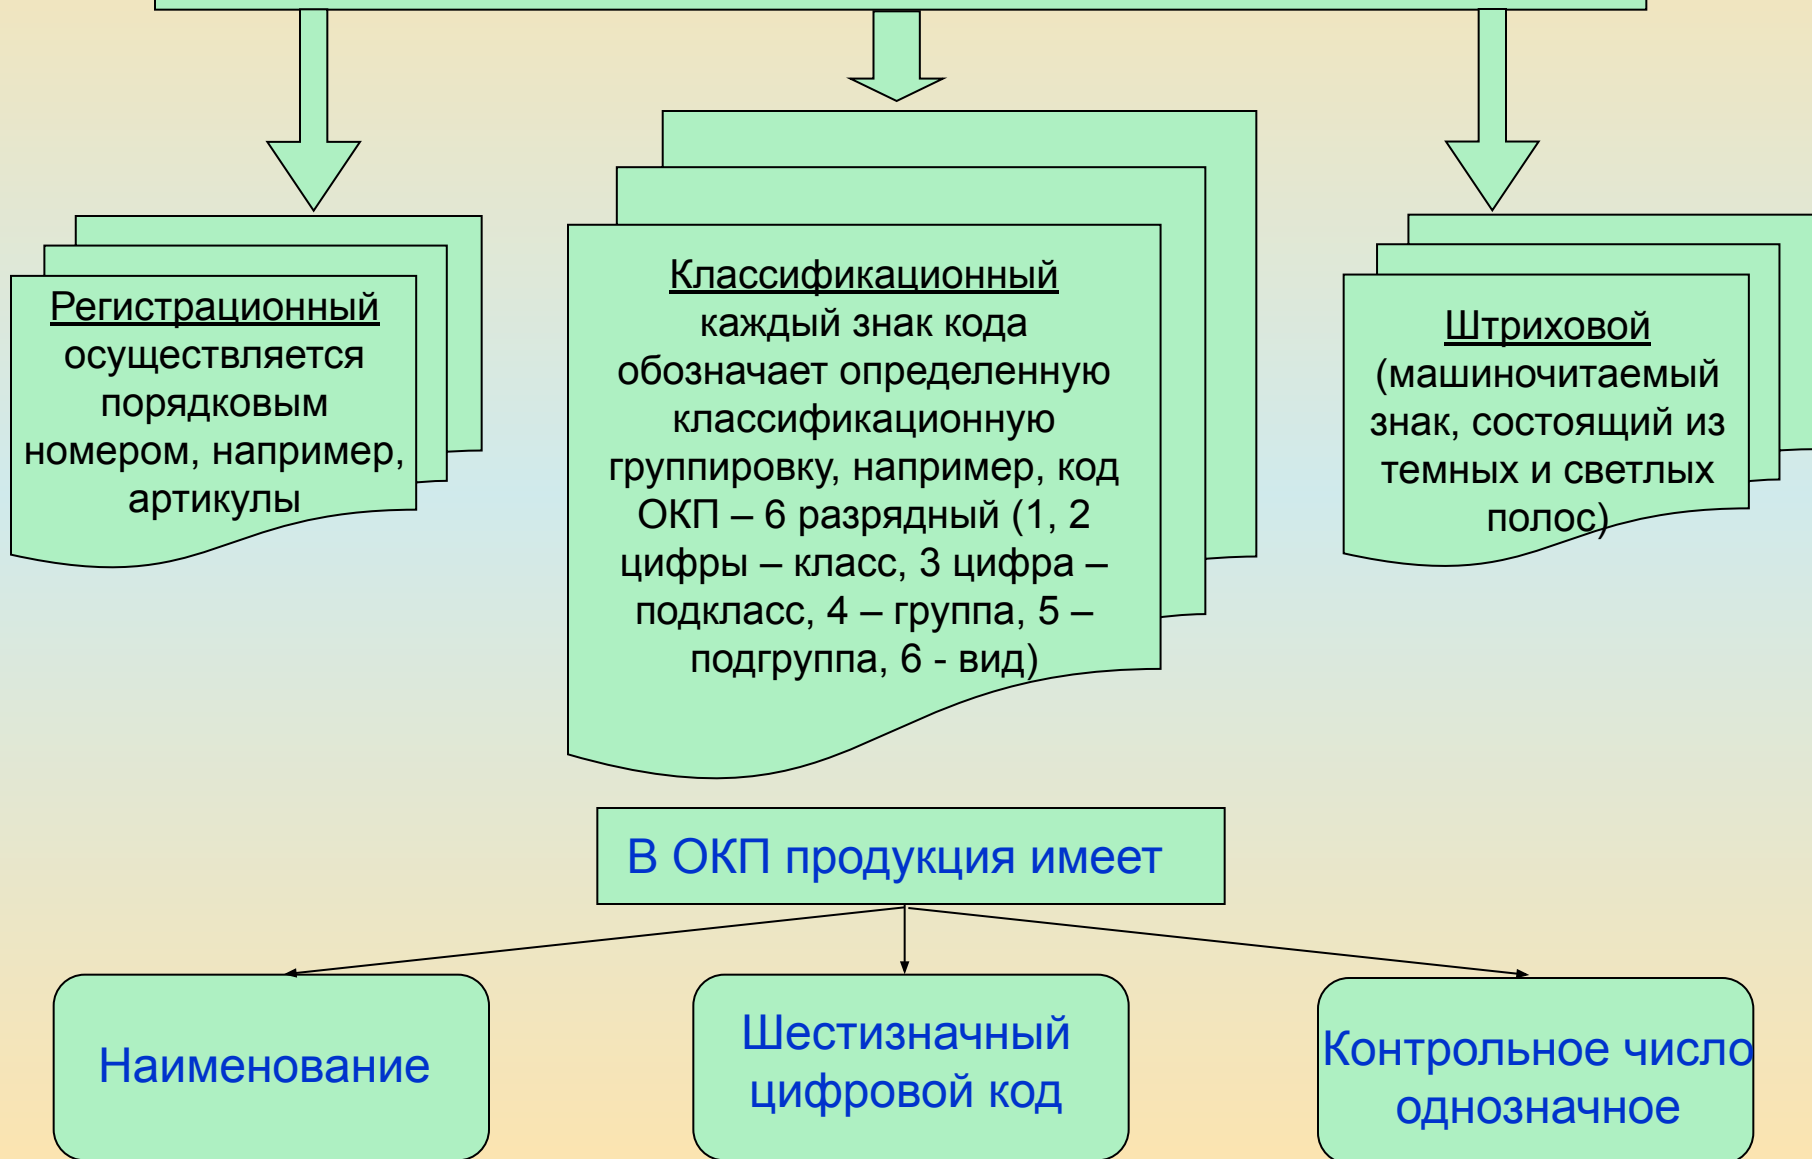 Регистрационный
осуществляется
порядковым
номером, например,
артикулы
Классификационный
каждый знак кода
обозначает определенную
классификационную
группировку, например, код
ОКП – 6 разрядный (1, 2
цифры – класс, 3 цифра –
подкласс, 4 – группа, 5 –
подгруппа, 6 - вид)
Штриховой
(машиночитаемый
знак, состоящий из
темных и светлых
полос)
В ОКП продукция имеет
Наименование
Шестизначный
цифровой код
Контрольное число
однозначное